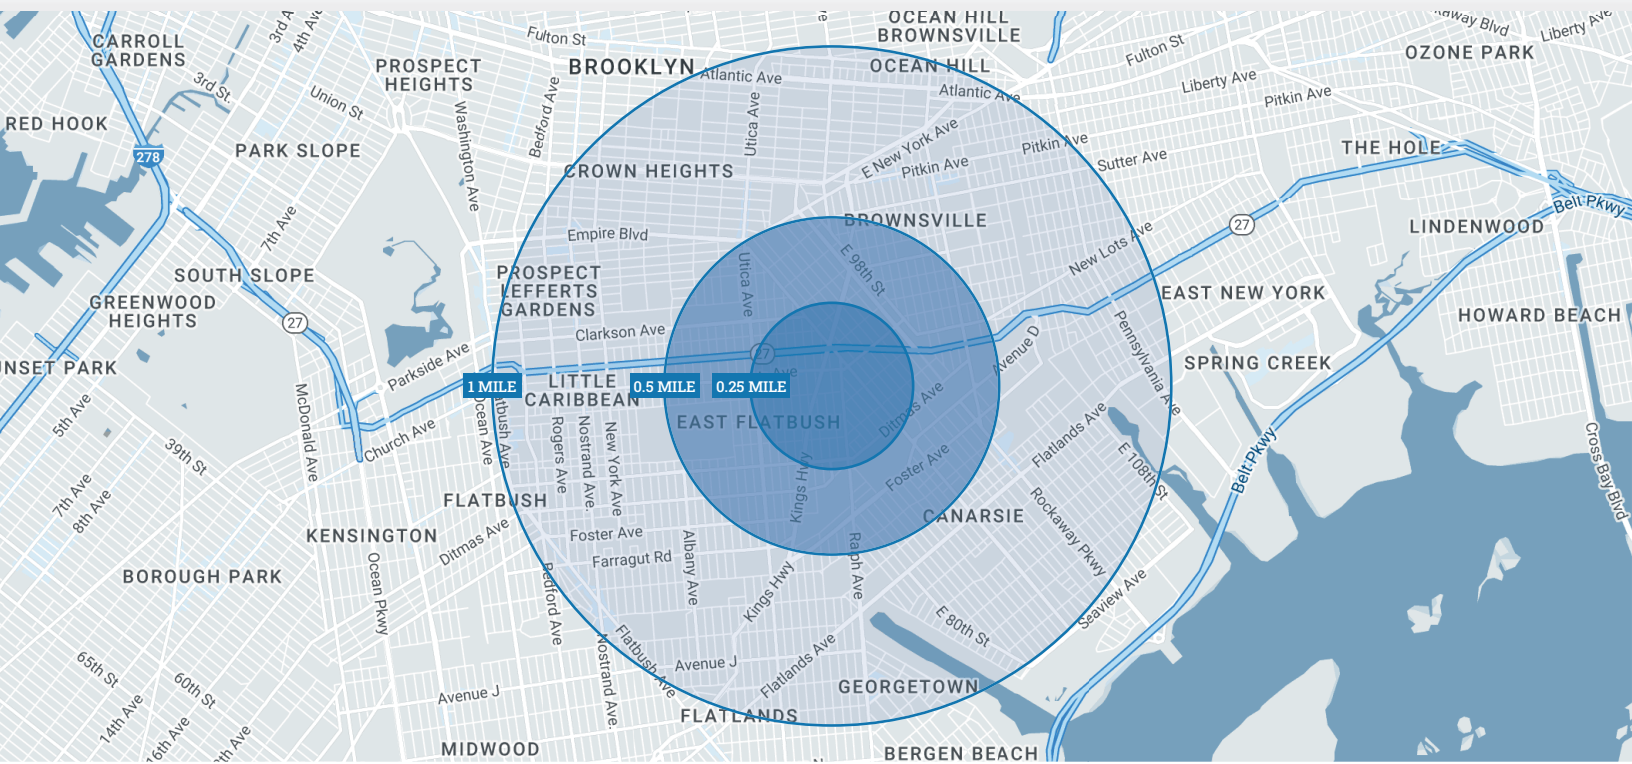 OCEAN HILL
BROWNSVILLE
CARROLL
GARDENS
3rd A
4th Ave
Fulton St
kaway Blvd
Liberty Ave
OZONE PARK
PROSPECT
HEIGHTS
BROOKLYN
Atlantic Ave
OCEAN HILL
Fulton St
3rd St.
Union St
Washington Ave
Bedford Ave
Utica Ave
Atlantic Ave
Liberty Ave
Pitkin Ave
RED HOOK
278
PARK SLOPE
E New York Ave
Pitkin Ave
Pitkin Ave
Sutter Ave
THE HOLE
CROWN HEIGHTS
Belt Pkwy
7th Ave
Empire Blvd
BROWNSVILLE
New Lots Ave
27
LINDENWOOD
SOUTH SLOPE
PROSPECT
LEFFERTS
GARDENS
Utica Ave
E 98th St
EAST NEW YORK
GREENWOOD
HEIGHTS
27
Clarkson Ave
HOWARD BEACH
27
Avenue D
Pennsylvania Ave
SPRING CREEK
NSET PARK
Parkside Ave
1 MILE
LITTLE
CARIBBEAN
0.5 MILE
0.25 MILE
Ave
5th Ave
McDonald Ave
Church Ave
Ocean Ave
atbush Ave
Rogers Ave
Nostrand Ave.
New York Ave
EAST FLATBUSH
Ditmas Ave
Flatlands Ave
E 108th St
Belt Pkwy
Cross Bay Blvd
39th St
7th Ave
8th Ave
FLATBUSH
Kings Hwy
Foster Ave
CANARSIE
Rockaway Pkwy
KENSINGTON
Ditmas Ave
Foster Ave
Farragut Rd
Albany Ave
Ralph Ave
BOROUGH PARK
Ocean Pkwy
Bedford Ave
Kings Hwy
Seaview Ave
E 80th St
65th St
60th St
Nostrand Ave.
Flatbush Ave
Avenue J
Flatlands Ave
Avenue J
GEORGETOWN
14th Ave
16th Ave
FLATLANDS
MIDWOOD
BERGEN BEACH